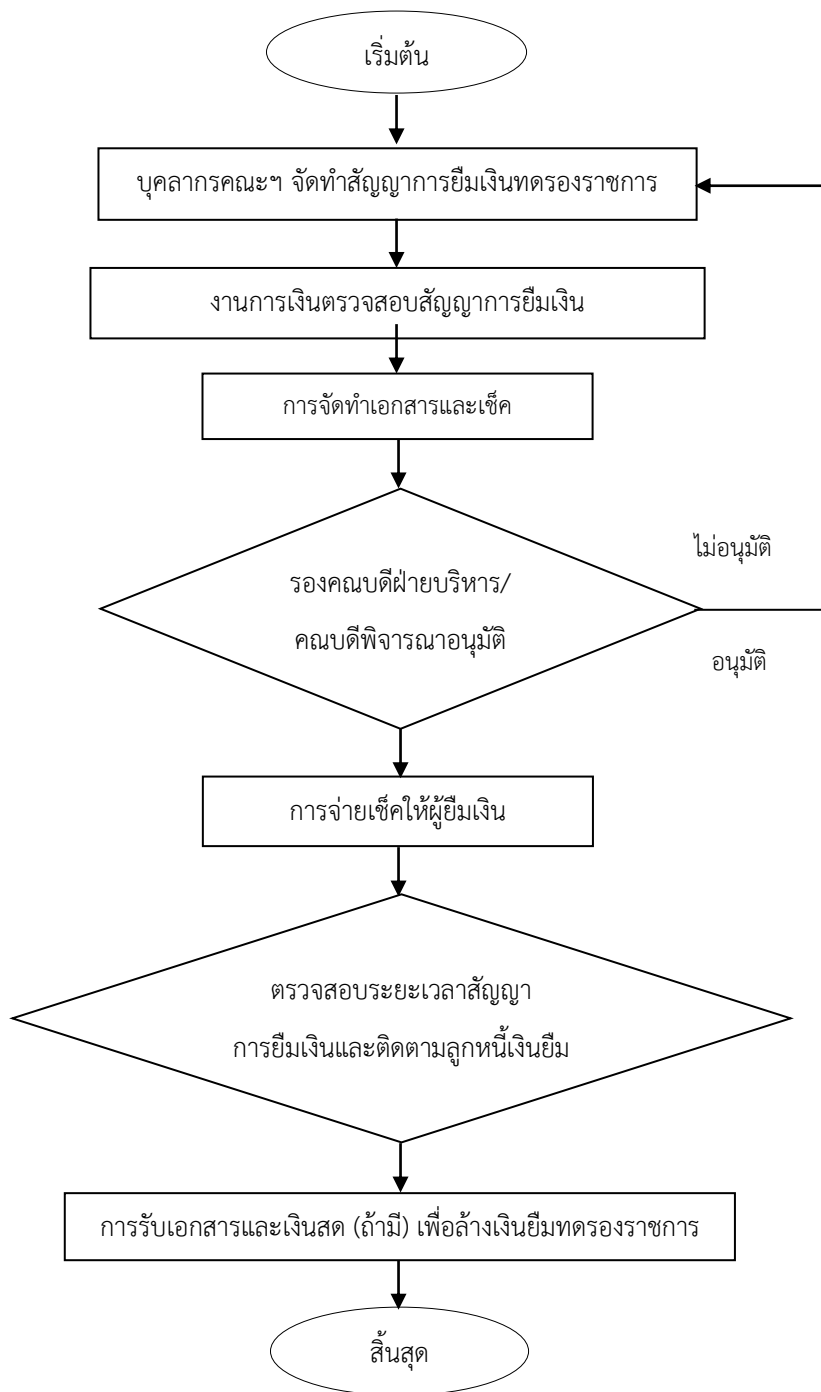 เริ่มต้น
บุคลากรคณะฯ จัดทำสัญญาการยืมเงินทดรองราชการ
งานการเงินตรวจสอบสัญญาการยืมเงิน
การจัดทำเอกสารและเช็ค
ไม่อนุมัติ
รองคณบดีฝ่ายบริหาร/
คณบดีพิจารณาอนุมัติ
อนุมัติ
การจ่ายเช็คให้ผู้ยืมเงิน
ตรวจสอบระยะเวลาสัญญา
การยืมเงินและติดตามลูกหนี้เงินยืม
การรับเอกสารและเงินสด (ถ้ามี) เพื่อล้างเงินยืมทดรองราชการ
สิ้นสุด